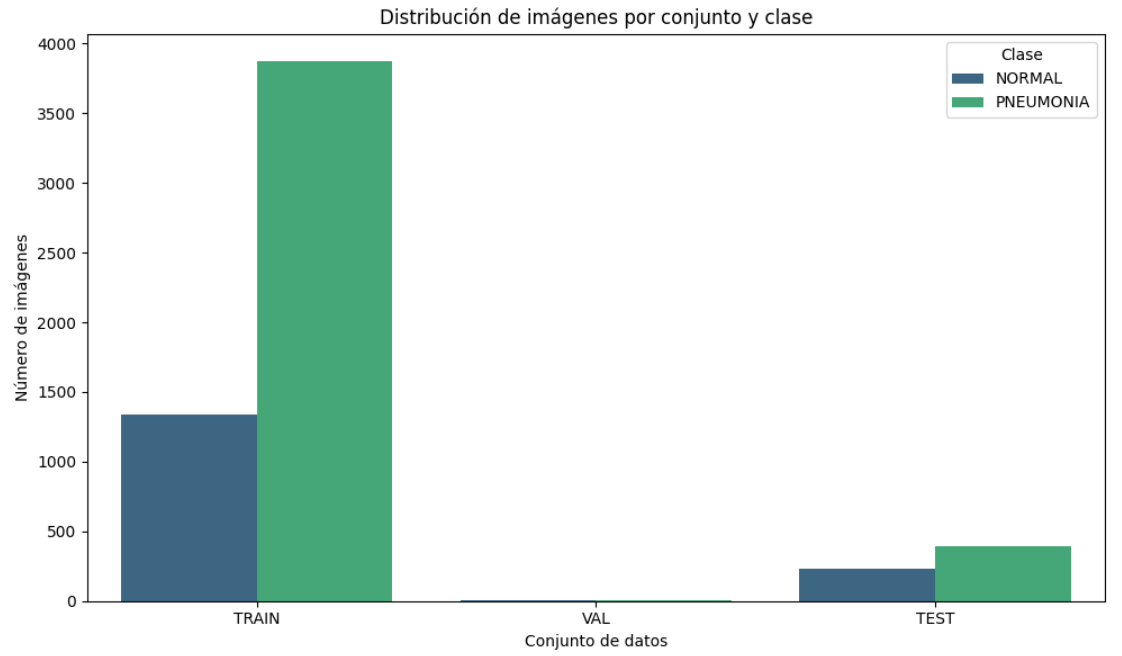 Distribución de imágenes por conjunto y clase
Clase
NORMAL
PNEUMONIA
Número de imágenes
4000
3500
3000
2500
2000
1500
1000
500
0
TRAIN
VAL
TEST
Conjunto de datos